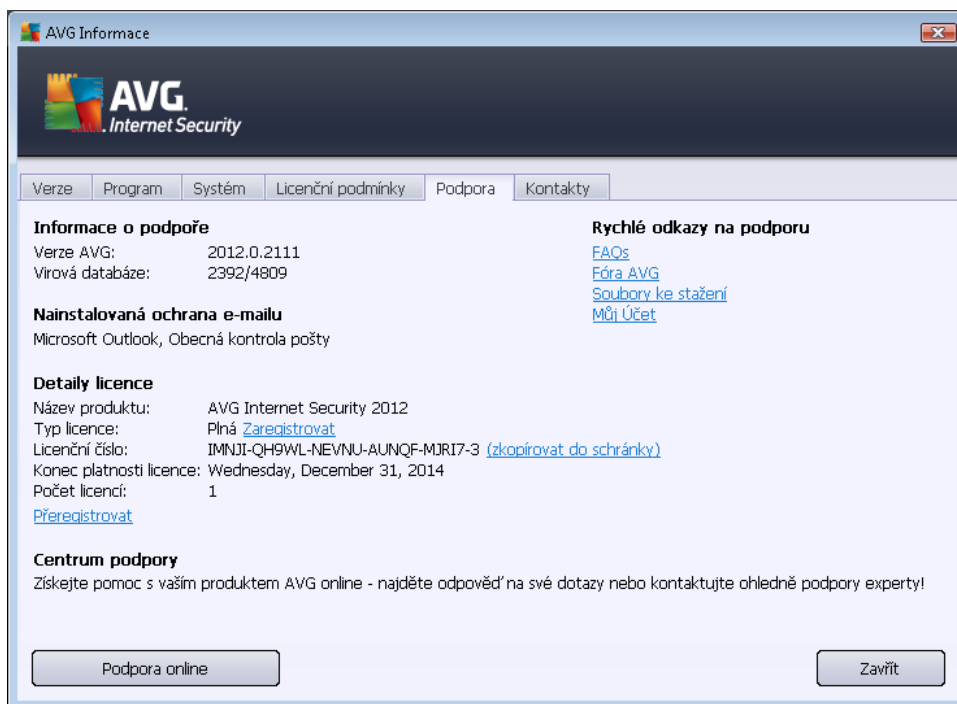 AVG Informace
AVG.
Internet Security
Verze Program Systém Licenční podmínky Podpora Kontakty
Informace o podpoře
Verze AVG: 2012.0.2111
Virová databáze: 2392/4809
Rychlé odkazy na podporu
FAQs
Fóra AVG
Soubory ke stažení
Můj Účet
Nainstalovaná ochrana e-mailu
Microsoft Outlook, Obecná kontrola pošty
Detaily licence
Název produktu: AVG Internet Security 2012
Typ licence: Plná Zaregistrovat
Licenční číslo: IMNJI-QH9WL-NEVNU-AUNQF-MJRI7-3 (zkopírovat do schránky)
Konec platnosti licence: Wednesday, December 31, 2014
Počet licencí: 1
Přeregistrovat
Centrum podpory
Získejte pomoc s vaším produktem AVG online - najděte odpověď na své dotazy nebo kontaktujte ohledně podpory experty!
Podpora online
Zavřít